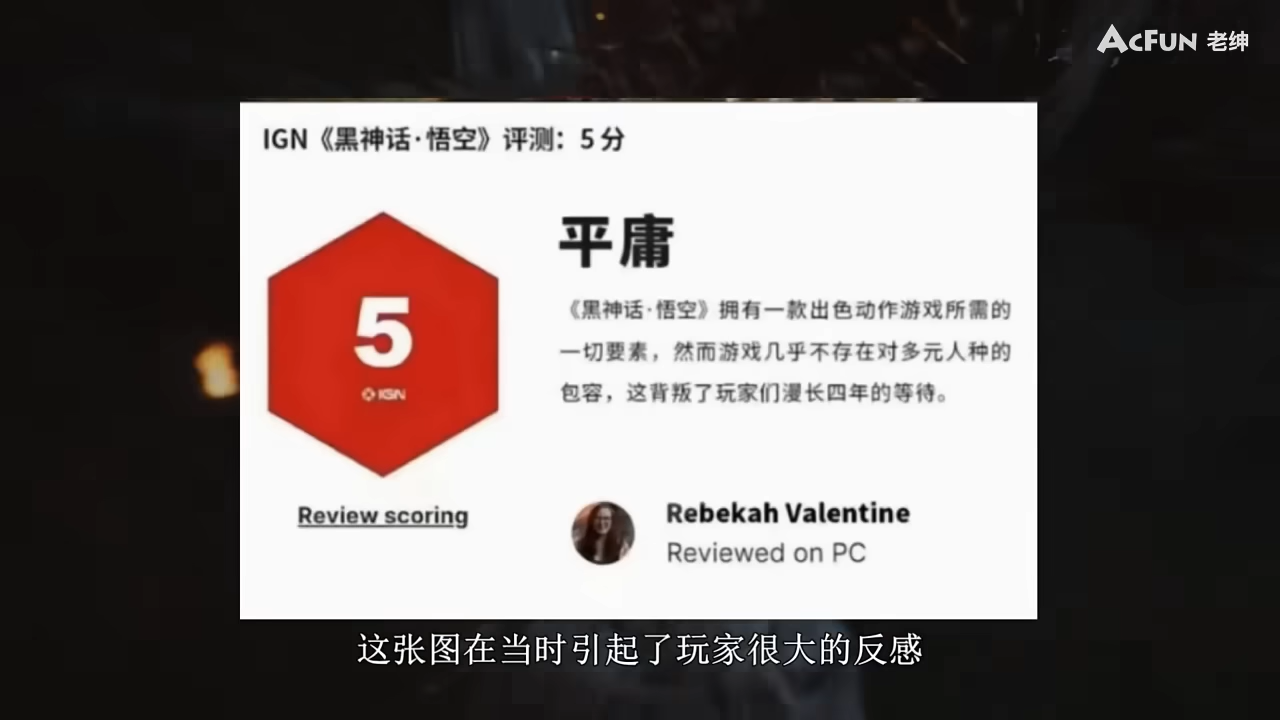 ACFUN 老绅
IGN《黑神话·悟空》评测：5 分
平庸
5
IGN
《黑神话·悟空》拥有一款出色动作游戏所需的
一切要素，然而游戏几乎不存在对多元人种的
包容，这背叛了玩家们漫长四年的等待。
Review scoring
Rebekah Valentine
Reviewed on PC
这张图在当时引起了玩家很大的反感